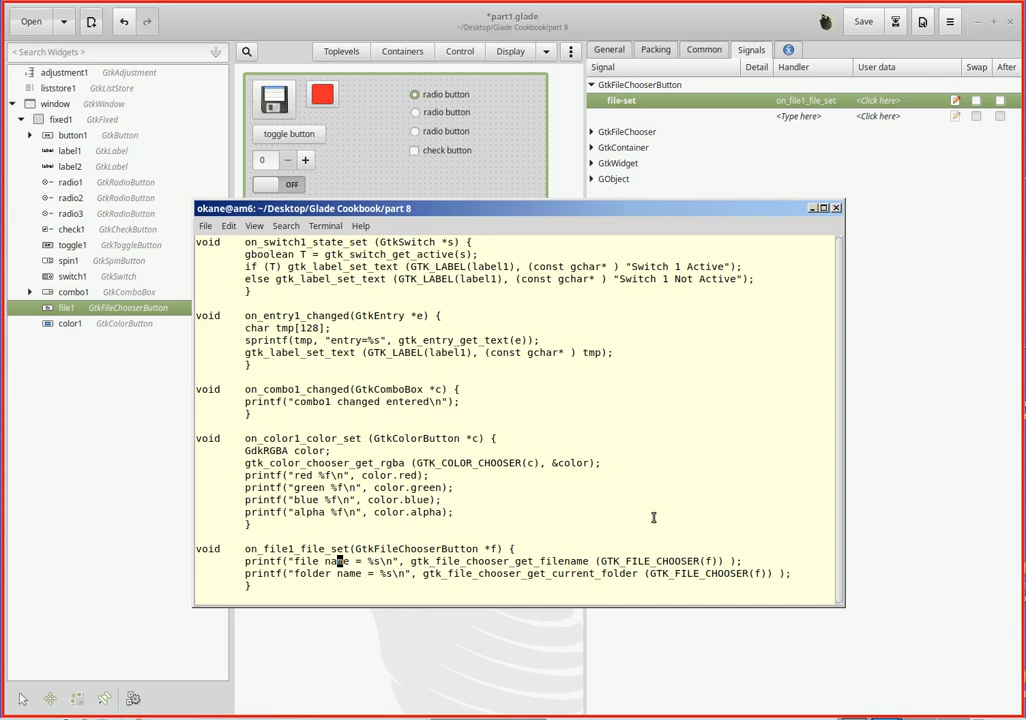 Open
*part1.glade
~/Desktop/Glade Cookbook/part 8
Save
< Search Widgets >
Toplevels
Containers
Control
Display
General
Packing
Common
Signals
adjustment1 GtkAdjustment
liststore1 GtkListStore
window GtkWindow
fixed1 GtkFixed
button1 GtkButton
label1 GtkLabel
label2 GtkLabel
radio1 GtkRadioButton
radio2 GtkRadioButton
radio3 GtkRadioButton
check1 GtkCheckButton
toggle1 GtkToggleButton
spin1 GtkSpinButton
switch1 GtkSwitch
combo1 GtkComboBox
file1 GtkFileChooserButton
color1 GtkColorButton
radio button
radio button
toggle button
radio button
0 − +
check button
OFF
Signal Detail Handler User data Swap After
GtkFileChooserButton
file-set on_file1_file_set <Click here>
<Type here> <Click here>
GtkFileChooser
GtkContainer
GtkWidget
GObject
okane@am6: ~/Desktop/Glade Cookbook/part 8
File Edit View Search Terminal Help
void on_switch1_state_set (GtkSwitch *s) {
gboolean T = gtk_switch_get_active(s);
if (T) gtk_label_set_text (GTK_LABEL(label1), (const gchar* ) "Switch 1 Active");
else gtk_label_set_text (GTK_LABEL(label1), (const gchar* ) "Switch 1 Not Active");
}
void on_entry1_changed(GtkEntry *e) {
char tmp[128];
sprintf(tmp, "entry=%s", gtk_entry_get_text(e));
gtk_label_set_text (GTK_LABEL(label1), (const gchar* ) tmp);
}
void on_combo1_changed(GtkComboBox *c) {
printf("combo1 changed entered\n");
}
void on_color1_color_set (GtkColorButton *c) {
GdkRGBA color;
gtk_color_chooser_get_rgba (GTK_COLOR_CHOOSER(c), &color);
printf("red %f\n", color.red);
printf("green %f\n", color.green);
printf("blue %f\n", color.blue);
printf("alpha %f\n", color.alpha);
}
void on_file1_file_set(GtkFileChooserButton *f) {
printf("file name = %s\n", gtk_file_chooser_get_filename (GTK_FILE_CHOOSER(f)) );
printf("folder name = %s\n", gtk_file_chooser_get_current_folder (GTK_FILE_CHOOSER(f)) );
}